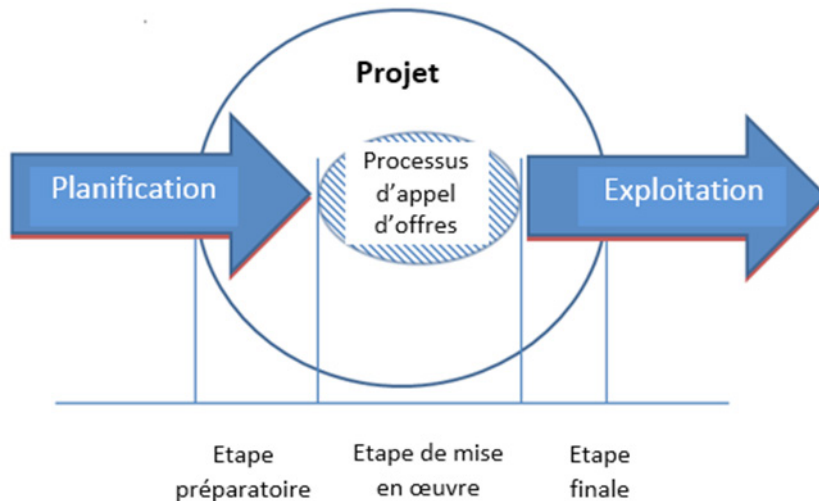 Projet
Planification
Processus
d'appel
d'offres
Exploitation
Etape
préparatoire
Etape de mise
en œuvre
Etape
finale